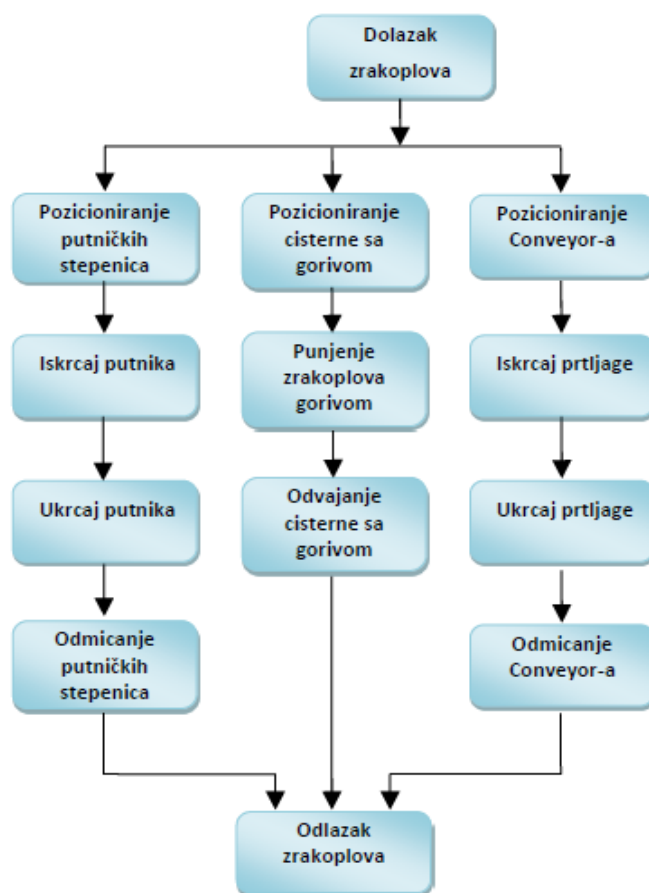 Dolazak
zrakoplova
Pozicioniranje
putničkih
stepenica
Pozicioniranje
cisterne sa
gorivom
Pozicioniranje
Conveyor-a
Iskrcaj putnika
Punjenje
zrakoplova
gorivom
Iskrcaj prtljage
Ukrcaj putnika
Odvajanje
cisterne sa
gorivom
Ukrcaj prtljage
Odmicanje
putničkih
stepenica
Odmicanje
Conveyor-a
Odlazak
zrakoplova